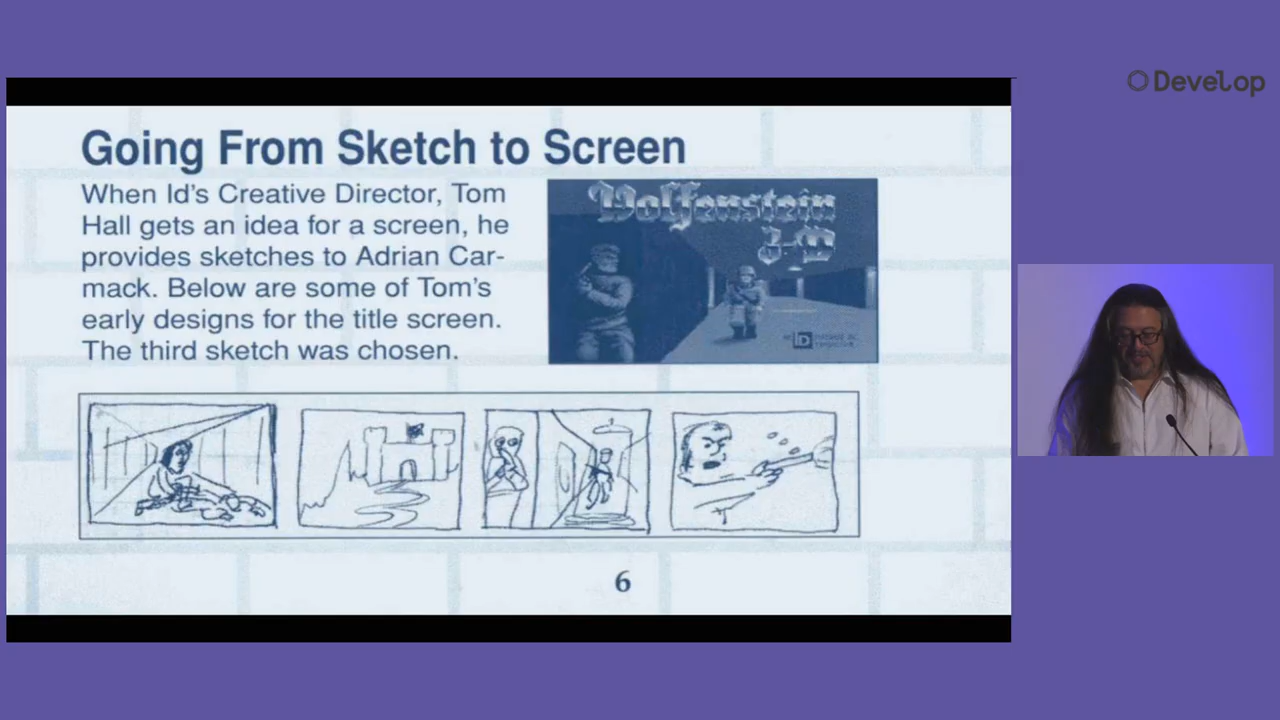 Develop
Going From Sketch to Screen
When Id's Creative Director, Tom
Hall gets an idea for a screen, he
provides sketches to Adrian Car-
mack. Below are some of Tom's
early designs for the title screen.
The third sketch was chosen.
Wolfenstein
3-D
ID
6